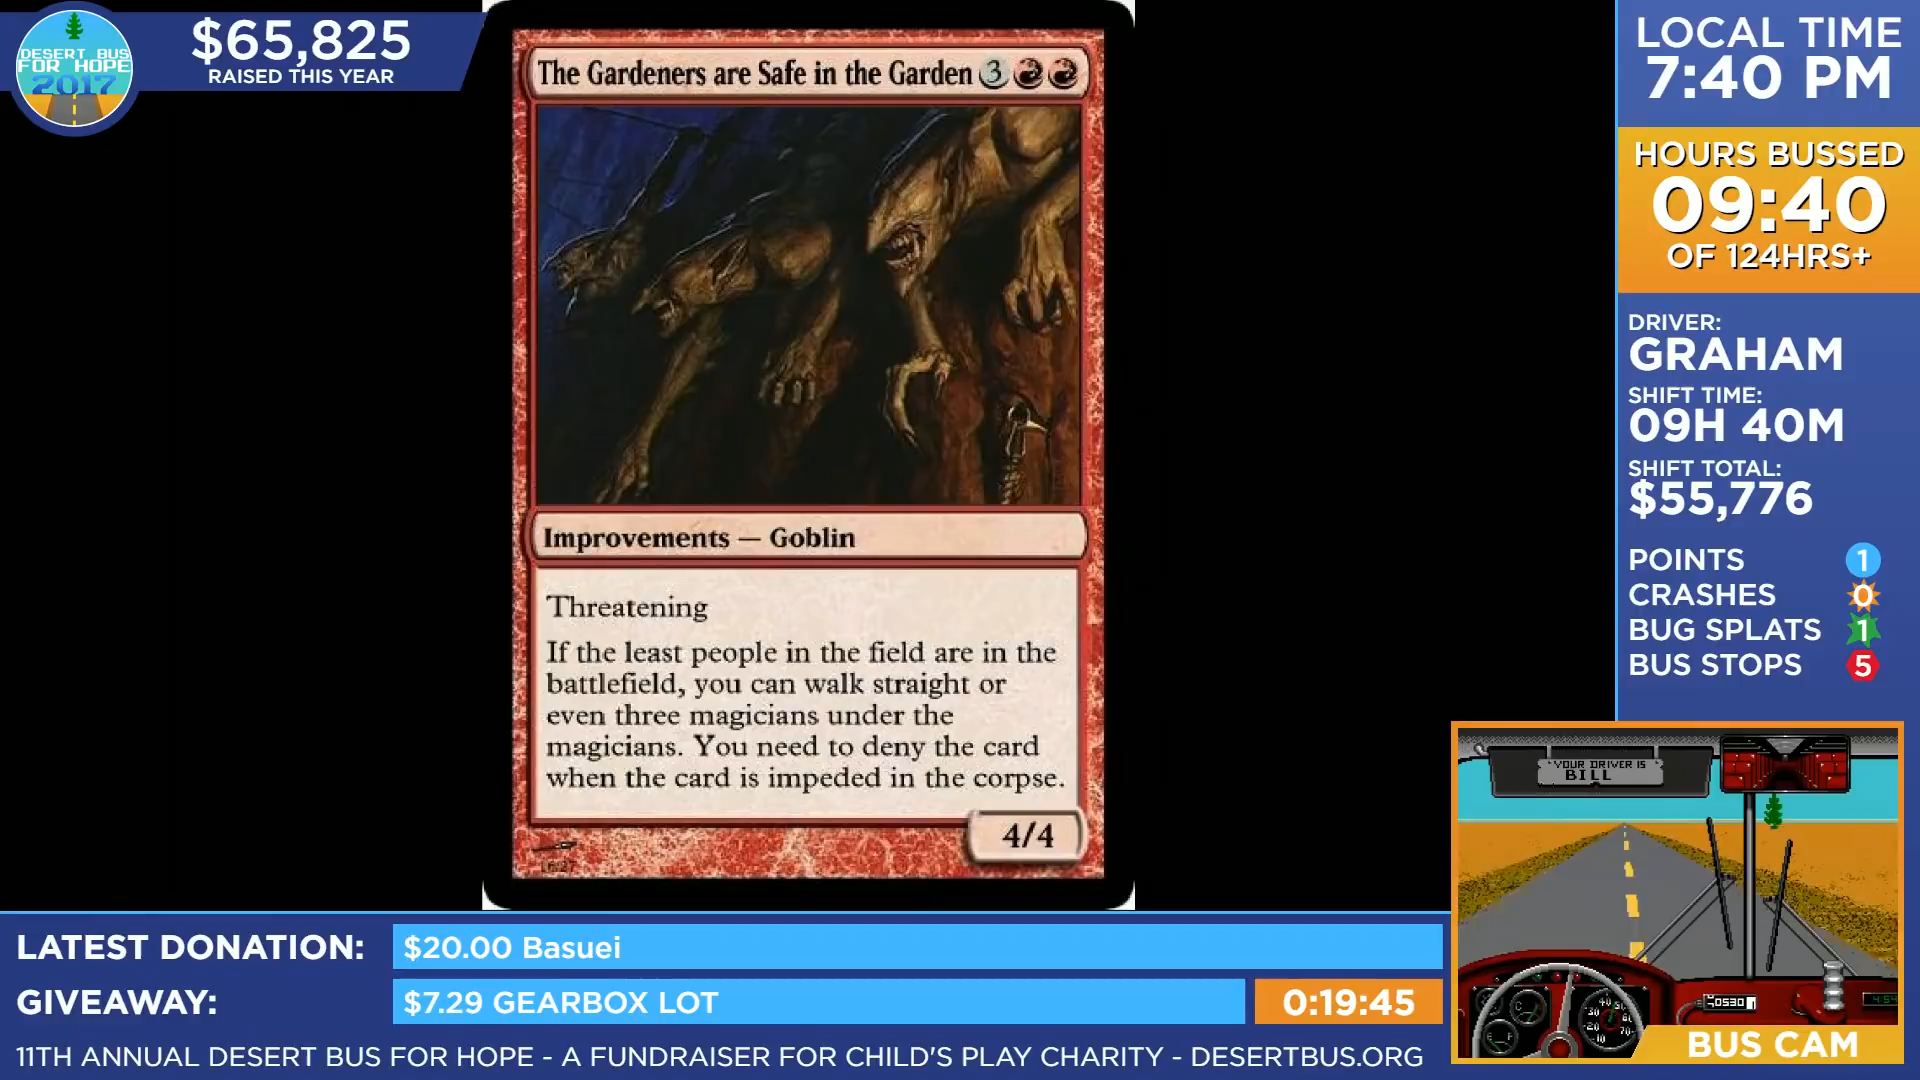 DESERT BUS
FOR HOPE
2017
$65,825
RAISED THIS YEAR
The Gardeners are Safe in the Garden 3
Improvements — Goblin
Threatening
If the least people in the field are in the
battlefield, you can walk straight or
even three magicians under the
magicians. You need to deny the card
when the card is impeded in the corpse.
4/4
LOCAL TIME
7:40 PM
HOURS BUSSED
09:40
OF 124HRS+
DRIVER:
GRAHAM
SHIFT TIME:
09H 40M
SHIFT TOTAL:
$55,776
POINTS 1
CRASHES 0
BUG SPLATS 1
BUS STOPS 5
YOUR DRIVER IS
BILL
BUS CAM
LATEST DONATION: $20.00 Basuei
GIVEAWAY: $7.29 GEARBOX LOT 0:19:45
11TH ANNUAL DESERT BUS FOR HOPE - A FUNDRAISER FOR CHILD'S PLAY CHARITY - DESERTBUS.ORG